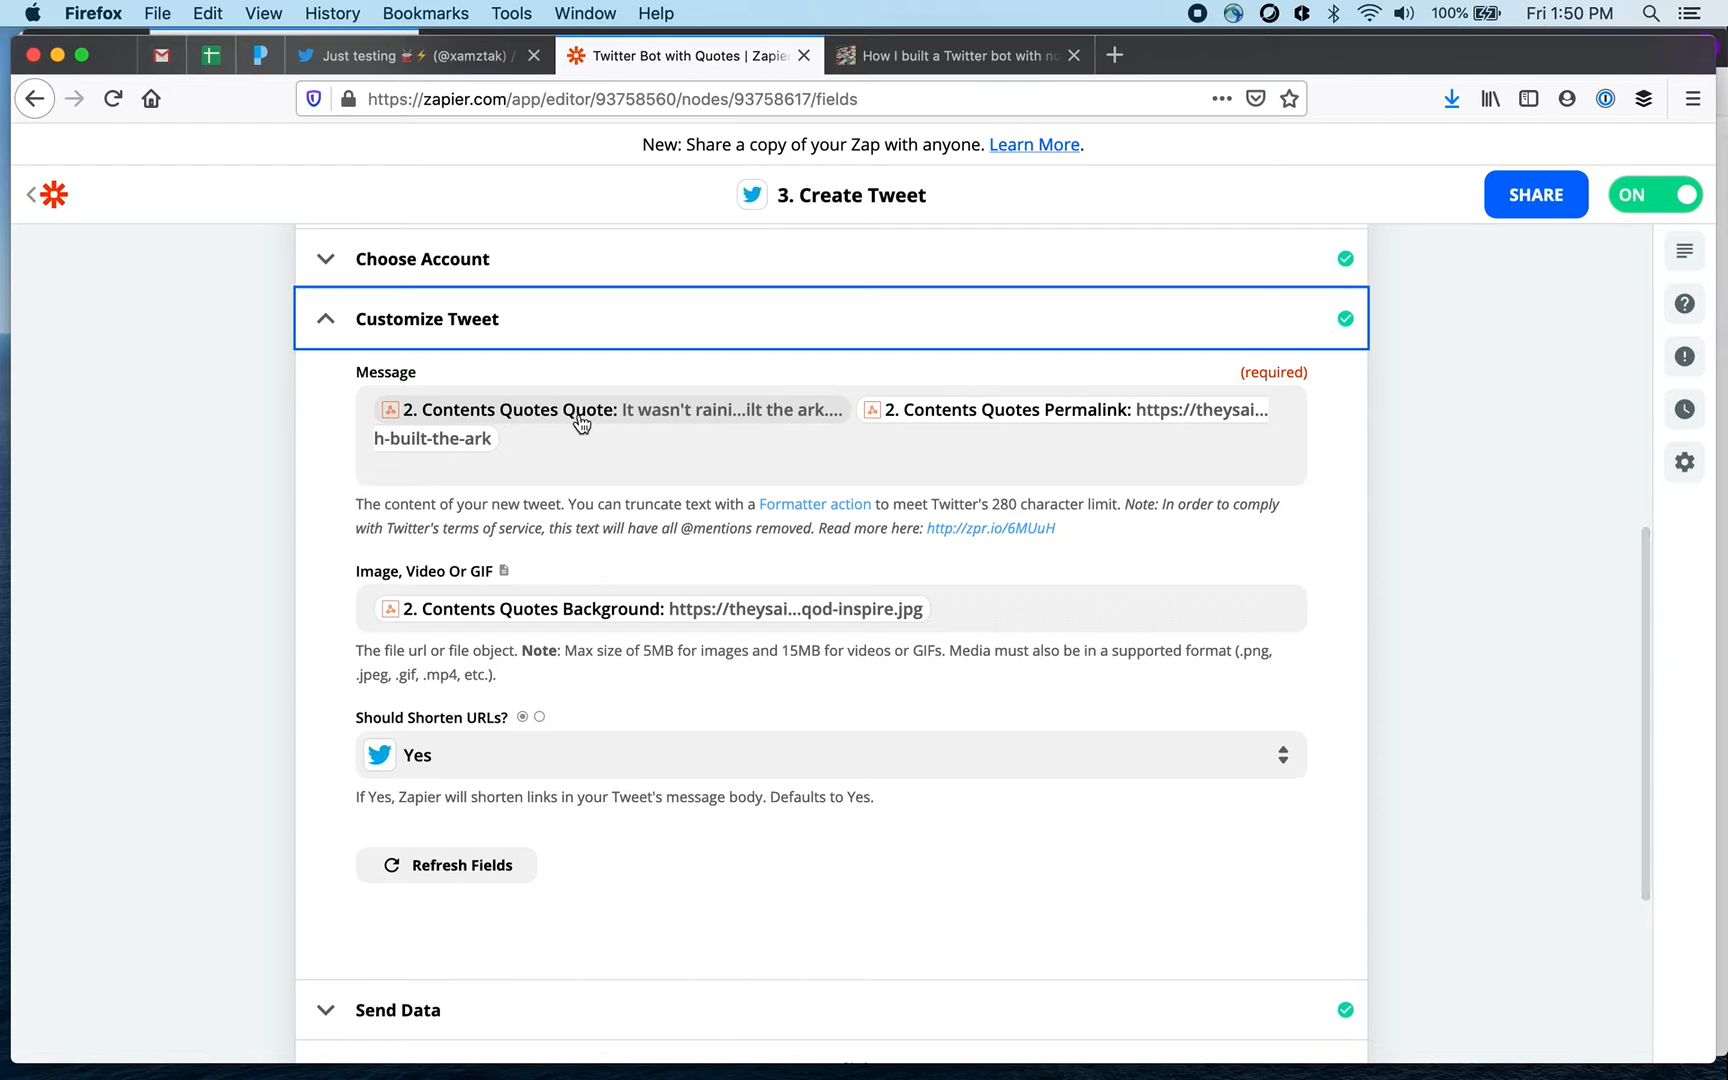 Firefox File Edit View History Bookmarks Tools Window Help 100% Fri 1:50 PM
Just testing (@xamztak) / Twitter Bot with Quotes | Zapier How I built a Twitter bot with no
https://zapier.com/app/editor/93758560/nodes/93758617/fields
New: Share a copy of your Zap with anyone. Learn More.
3. Create Tweet SHARE ON
Choose Account
Customize Tweet
Message (required)
2. Contents Quotes Quote: It wasn't raini...ilt the ark.... 2. Contents Quotes Permalink: https://theysai...
h-built-the-ark
The content of your new tweet. You can truncate text with a Formatter action to meet Twitter's 280 character limit. Note: In order to comply
with Twitter's terms of service, this text will have all @mentions removed. Read more here: http://zpr.io/6MUuH
Image, Video Or GIF
2. Contents Quotes Background: https://theysai...qod-inspire.jpg
The file url or file object. Note: Max size of 5MB for images and 15MB for videos or GIFs. Media must also be in a supported format (.png,
.jpeg, .gif, .mp4, etc.).
Should Shorten URLs?
Yes
If Yes, Zapier will shorten links in your Tweet's message body. Defaults to Yes.
Refresh Fields
Send Data